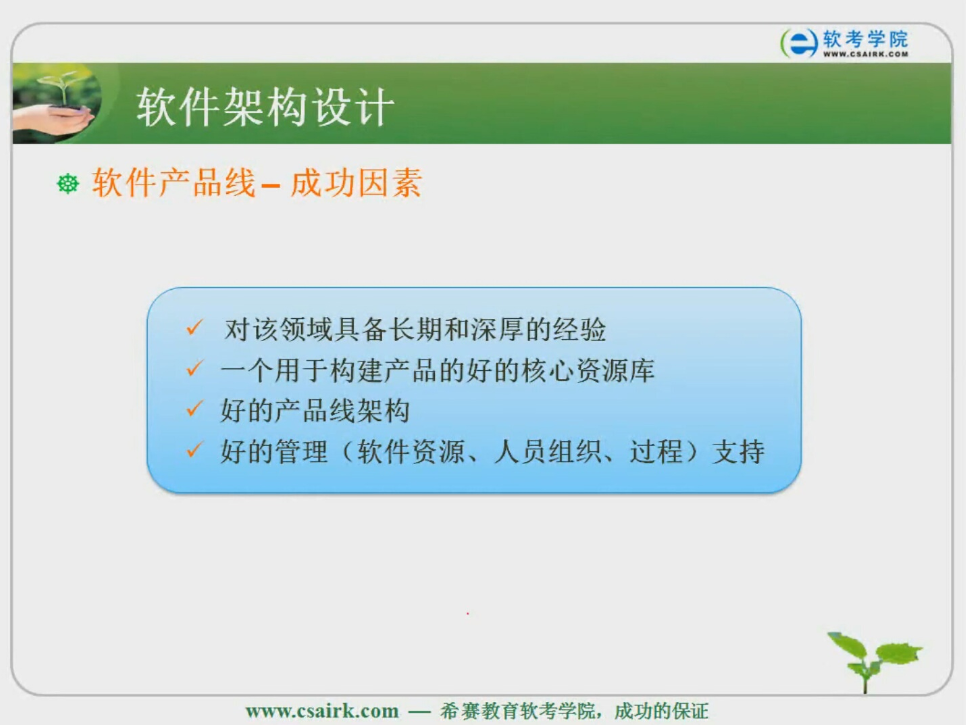 软考学院
WWW.CSAIRK.COM
软件架构设计
软件产品线 – 成功因素
对该领域具备长期和深厚的经验
一个用于构建产品的好的核心资源库
好的产品线架构
好的管理（软件资源、人员组织、过程）支持
www.csairk.com — 希赛教育软考学院，成功的保证